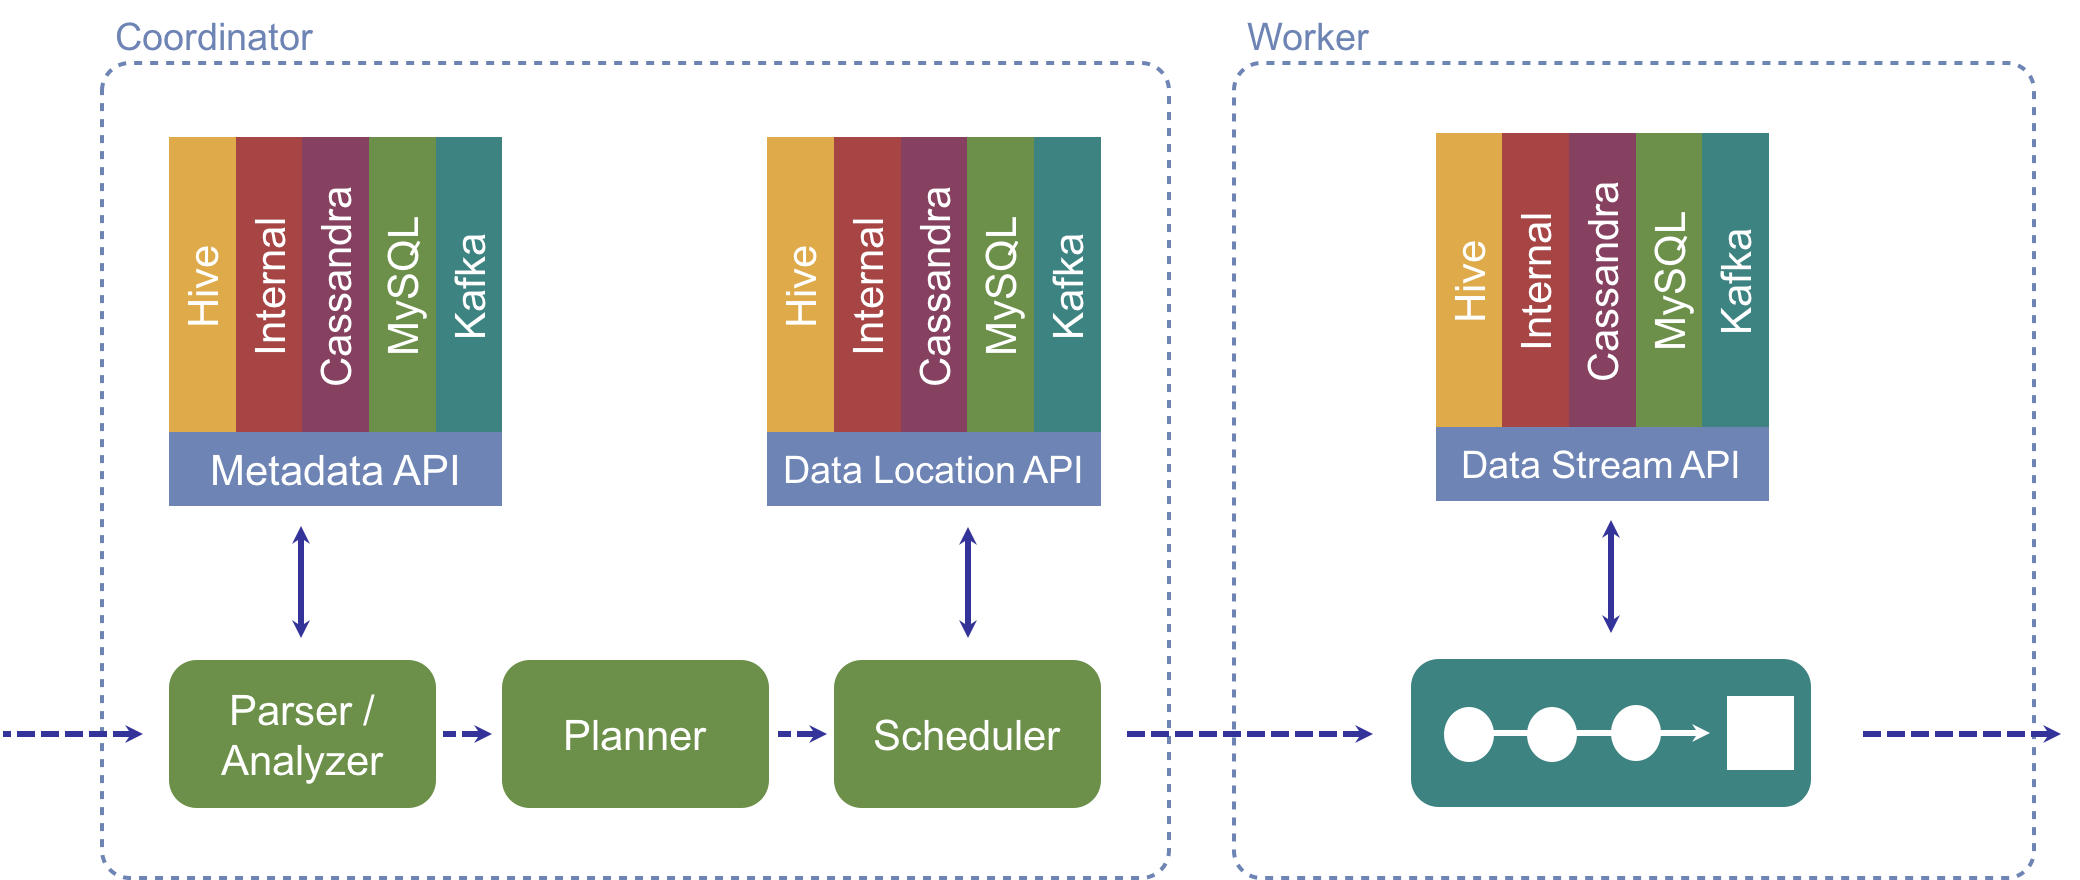 Coordinator
Worker
Hive
Internal
Cassandra
MySQL
Kafka
Metadata API
Hive
Internal
Cassandra
MySQL
Kafka
Data Location API
Hive
Internal
Cassandra
MySQL
Kafka
Data Stream API
Parser /
Analyzer
Planner
Scheduler